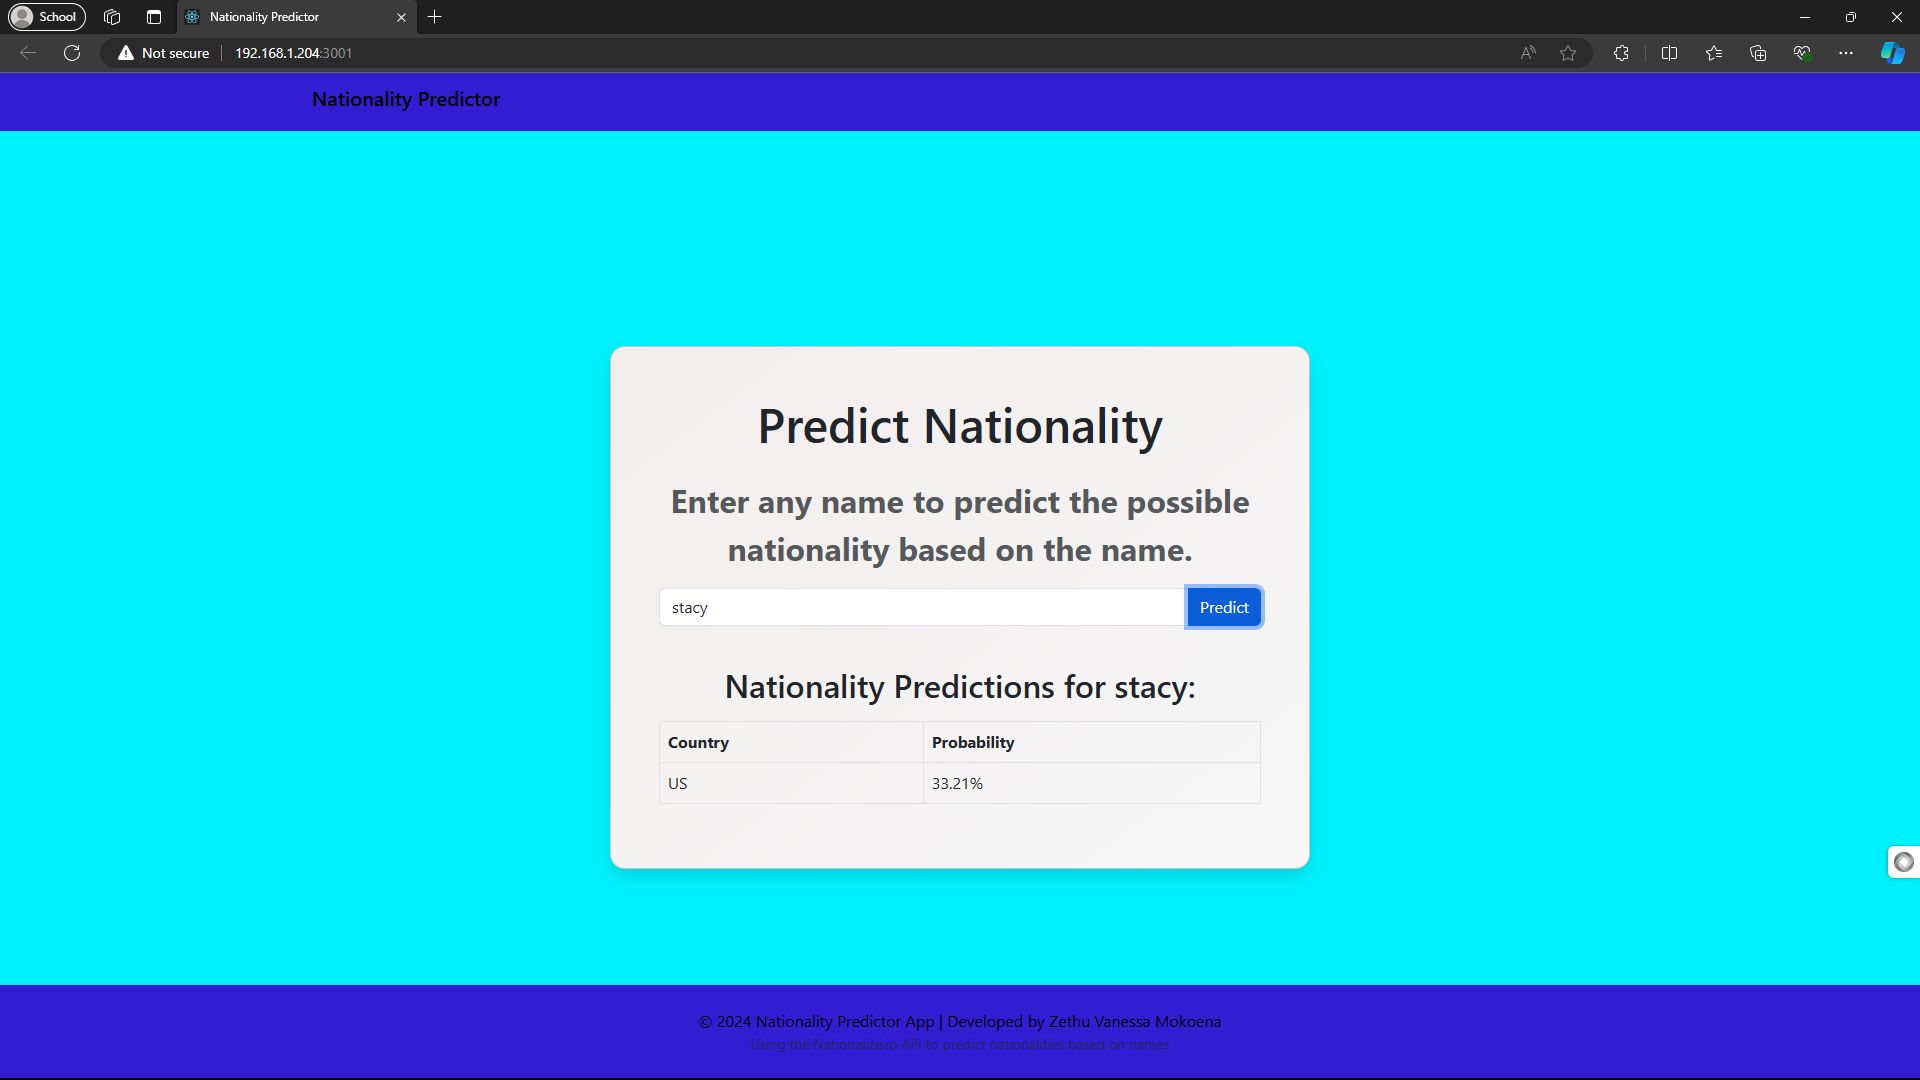 School
Nationality Predictor
Not secure
192.168.1.204:3001
Nationality Predictor
Predict Nationality
Enter any name to predict the possible
nationality based on the name.
stacy
Predict
Nationality Predictions for stacy:
Country Probability
US 33.21%
© 2024 Nationality Predictor App | Developed by Zethu Vanessa Mokoena
Using the Nationalize.io API to predict nationalities based on names